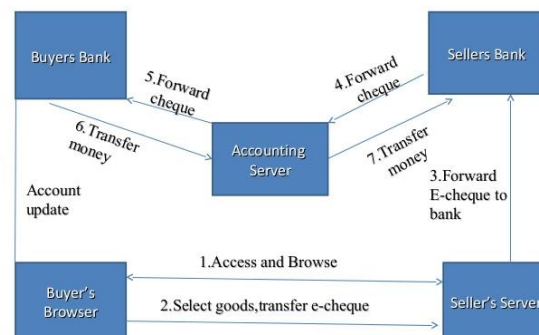 Buyers Bank
Sellers Bank
5.Forward
cheque
4.Forward
cheque
6.Transfer
money
Accounting
Server
7.Transfer
money
Account
update
3.Forward
E-cheque to
bank
1.Access and Browse
Buyer's
Browser
2.Select goods,transfer e-cheque
Seller's Server